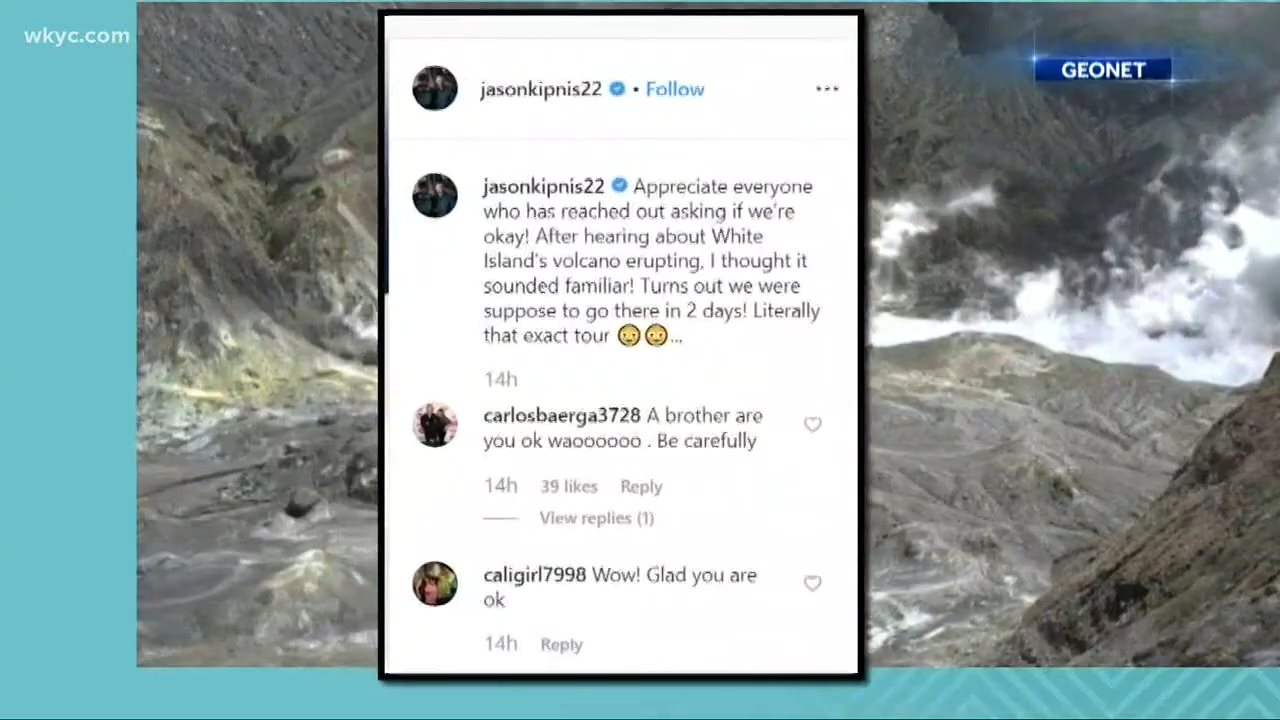 wkyc.com
GEONET
jasonkipnis22 • Follow
jasonkipnis22 Appreciate everyone
who has reached out asking if we're
okay! After hearing about White
Island's volcano erupting, I thought it
sounded familiar! Turns out we were
suppose to go there in 2 days! Literally
that exact tour 😳😳...
14h
carlosbaerga3728 A brother are
you ok waoooooo . Be carefully
14h 39 likes Reply
View replies (1)
caligirl7998 Wow! Glad you are
ok
14h Reply